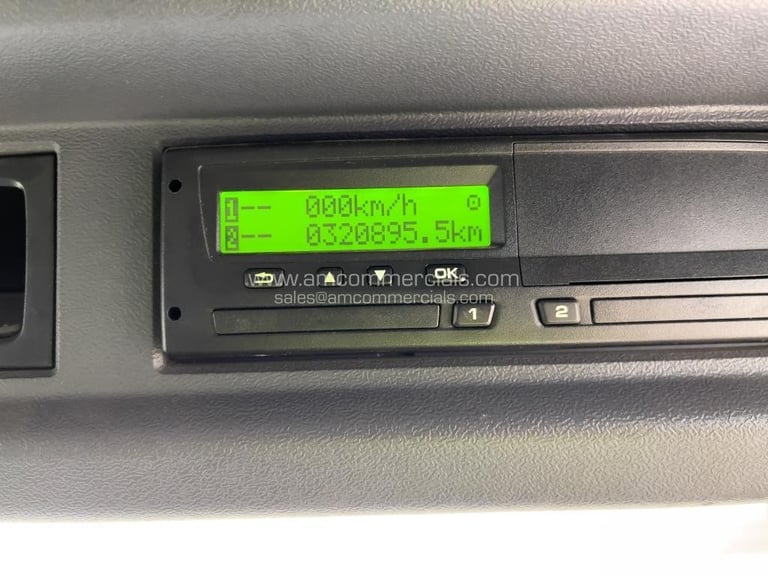 1 -- 000km/h
2 -- 0320895.5km
OK
www.amcommercials.com
sales@amcommercials.com
1 2